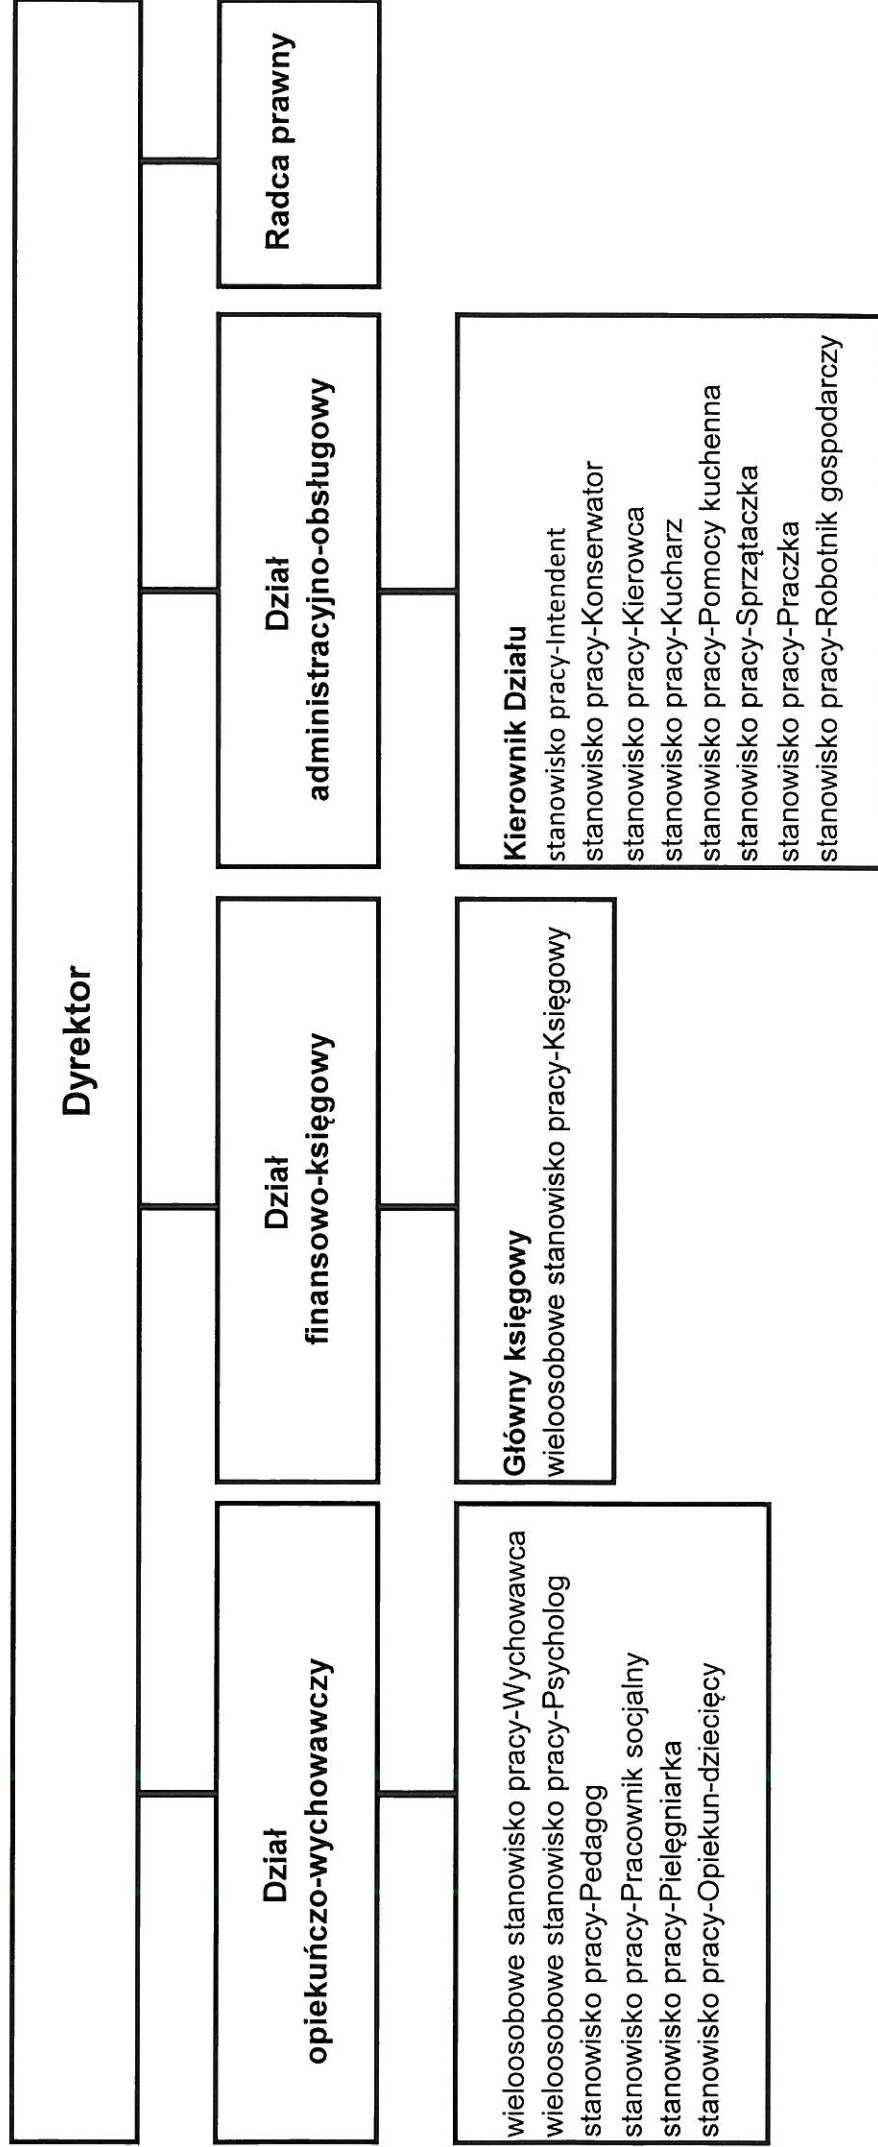 Dyrektor
Dział
opiekuńczo-wychowawczy
Dział
finansowo-księgowy
Dział
administracyjno-obsługowy
Radca prawny
wieloosobowe stanowisko pracy-Wychowawca
wieloosobowe stanowisko pracy-Psycholog
stanowisko pracy-Pedagog
stanowisko pracy-Pracownik socjalny
stanowisko pracy-Pielęgniarka
stanowisko pracy-Opiekun-dziecięcy
Główny księgowy
wieloosobowe stanowisko pracy-Księgowy
Kierownik Działu
stanowisko pracy-Intendent
stanowisko pracy-Konserwator
stanowisko pracy-Kierowca
stanowisko pracy-Kucharz
stanowisko pracy-Pomocy kuchenna
stanowisko pracy-Sprzątaczka
stanowisko pracy-Praczka
stanowisko pracy-Robotnik gospodarczy